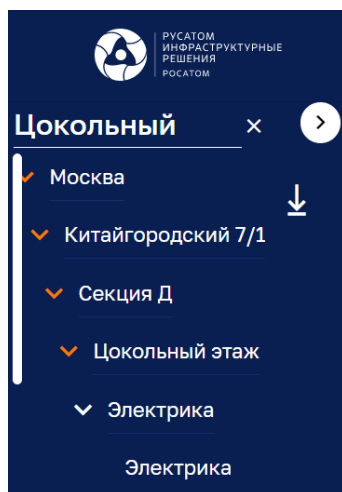 РУСАТОМ
ИНФРАСТРУКТУРНЫЕ
РЕШЕНИЯ
РОСАТОМ
Цокольный
Москва
Китайгородский 7/1
Секция Д
Цокольный этаж
Электрика
Электрика